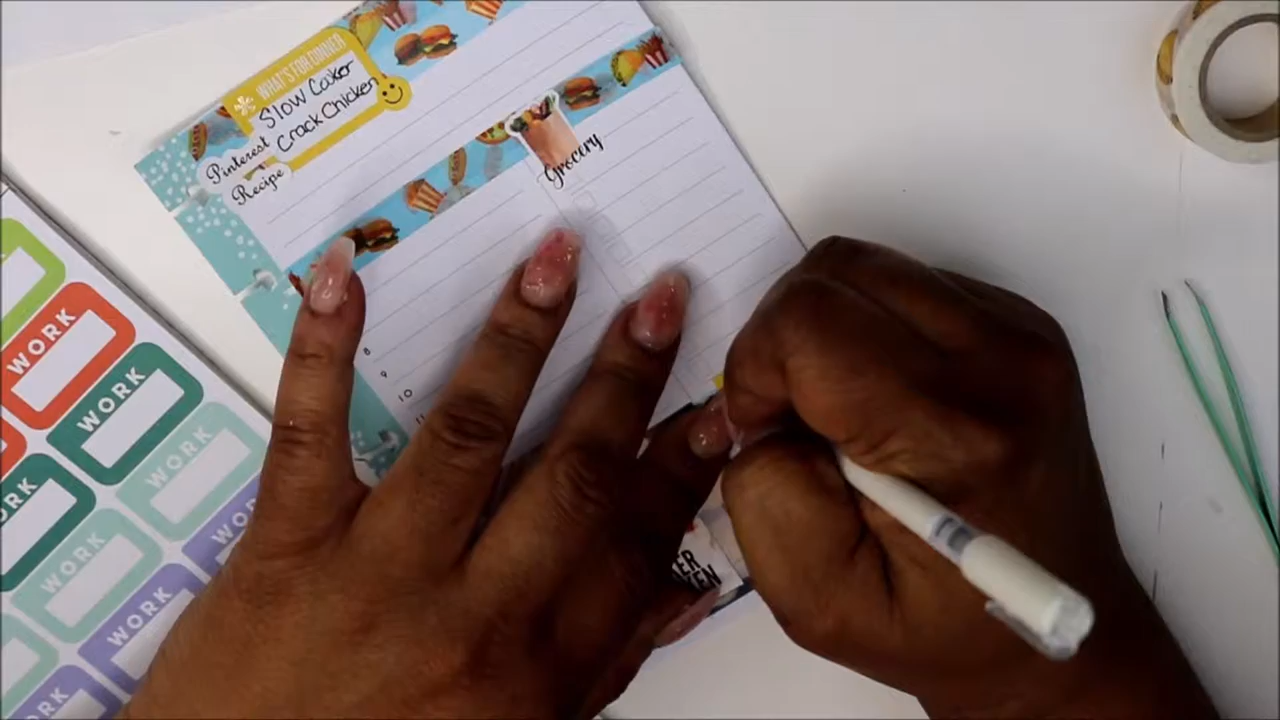 WHAT'S FOR DINNER
Slow Cooker
Crack Chicken
Pinterest
Recipe
Grocery
8
9
10
11
WORK
WORK
WORK
WORK
WORK
WORK